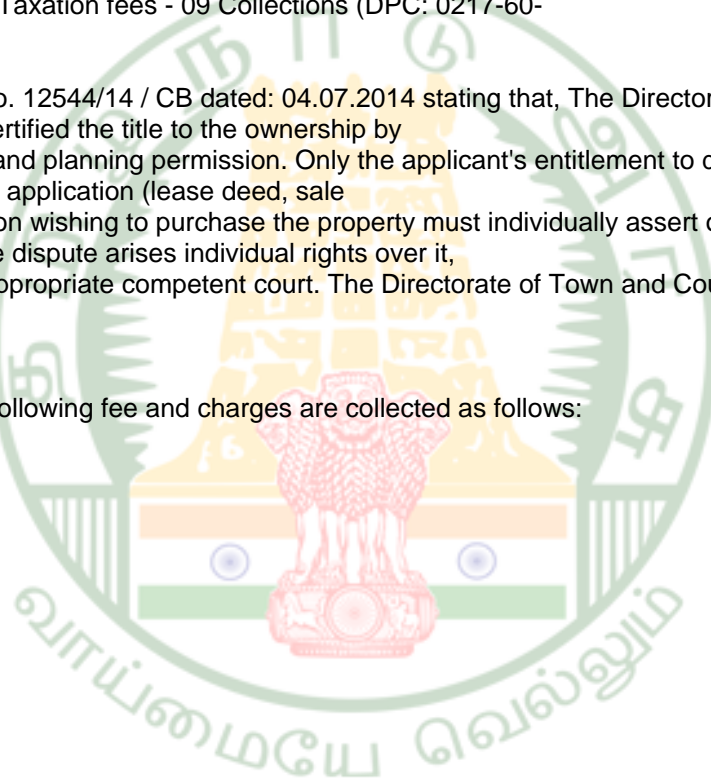 Taxation fees - 09 Collections (DPC: 0217-60-
o. 12544/14 / CB dated: 04.07.2014 stating that, The Director
ertified the title to the ownership by
and planning permission. Only the applicant's entitlement to
application (lease deed, sale
on wishing to purchase the property must individually assert
e dispute arises individual rights over it,
ppropriate competent court. The Directorate of Town and Cou
ollowing fee and charges are collected as follows:
தமிழ்நாடு அரசு
வாய்மையே வெல்லும்